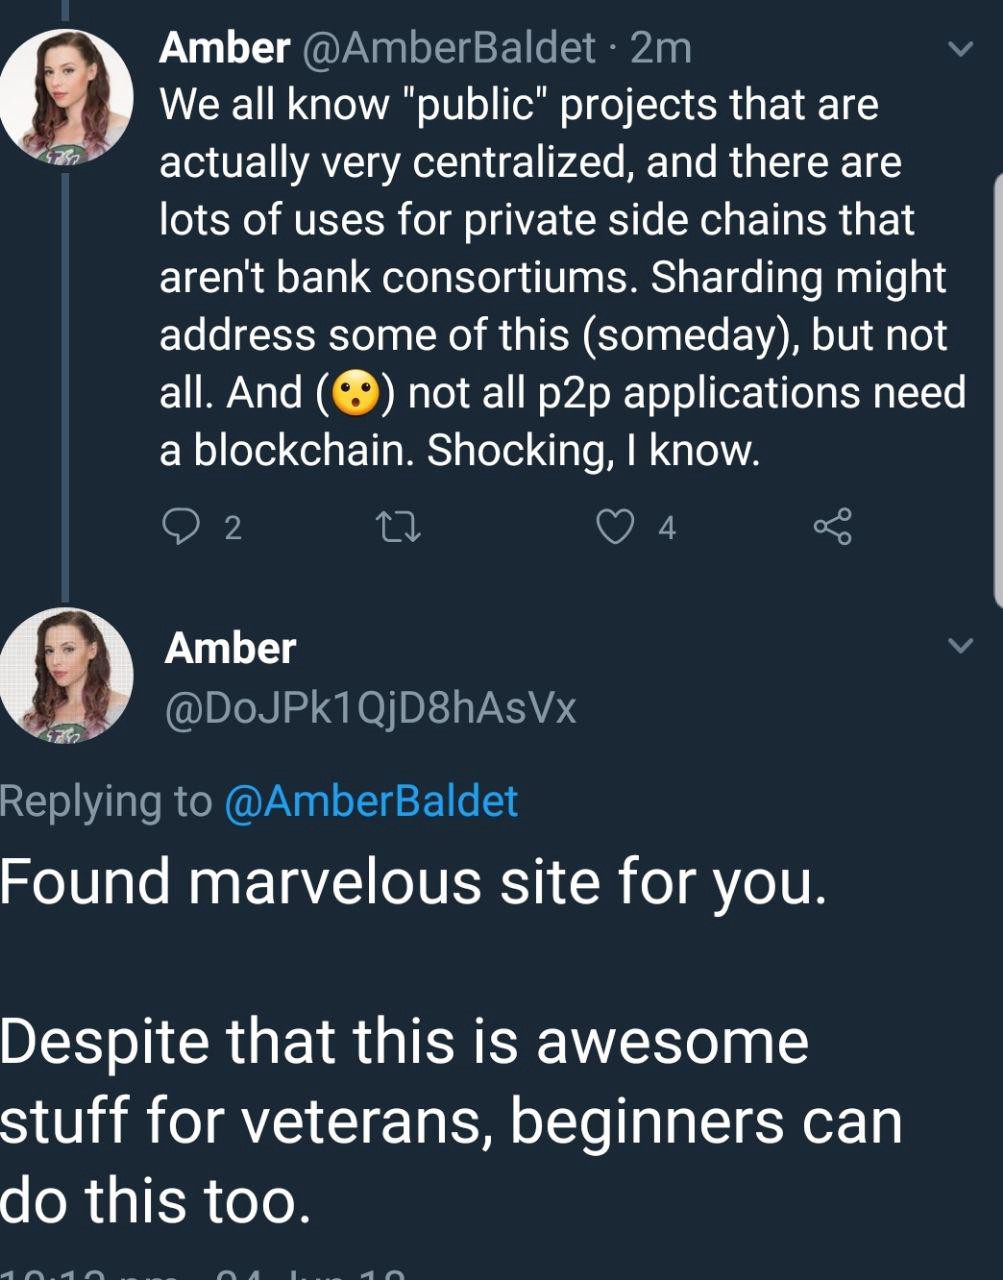 Amber @AmberBaldet · 2m
We all know "public" projects that are
actually very centralized, and there are
lots of uses for private side chains that
aren't bank consortiums. Sharding might
address some of this (someday), but not
all. And (😮) not all p2p applications need
a blockchain. Shocking, I know.
2 4
Amber
@DoJPk1QjD8hAsVx
Replying to @AmberBaldet
Found marvelous site for you.
Despite that this is awesome
stuff for veterans, beginners can
do this too.